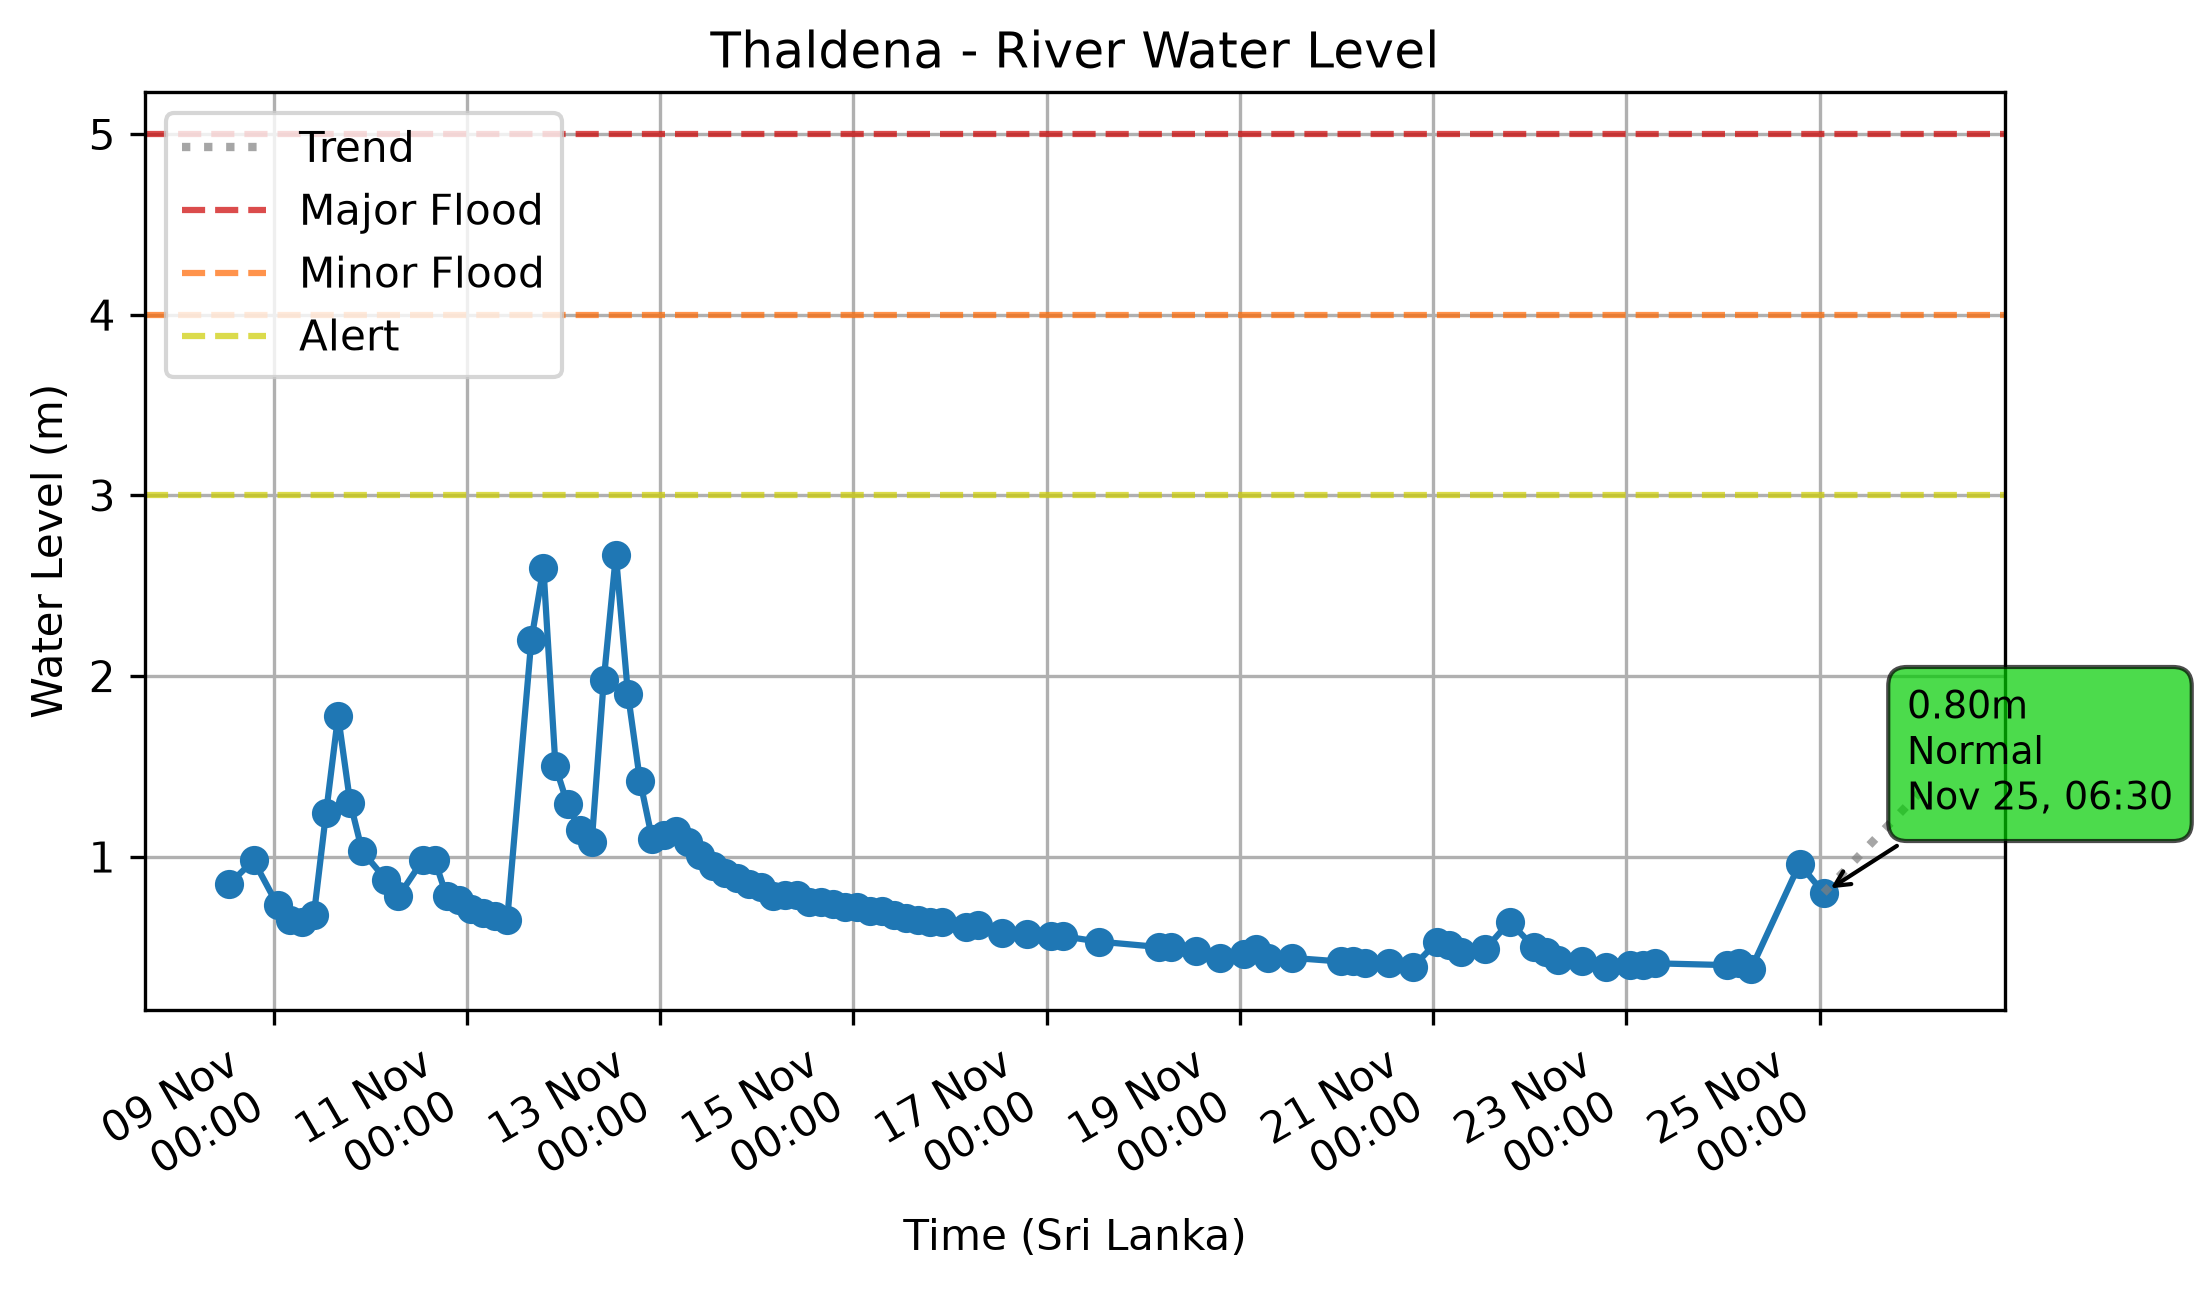 Thaldena - River Water Level
Trend
Major Flood
Minor Flood
Alert
5
4
3
2
1
Water Level (m)
0.80m
Normal
Nov 25, 06:30
09 Nov
00:00
11 Nov
00:00
13 Nov
00:00
15 Nov
00:00
17 Nov
00:00
19 Nov
00:00
21 Nov
00:00
23 Nov
00:00
25 Nov
00:00
Time (Sri Lanka)